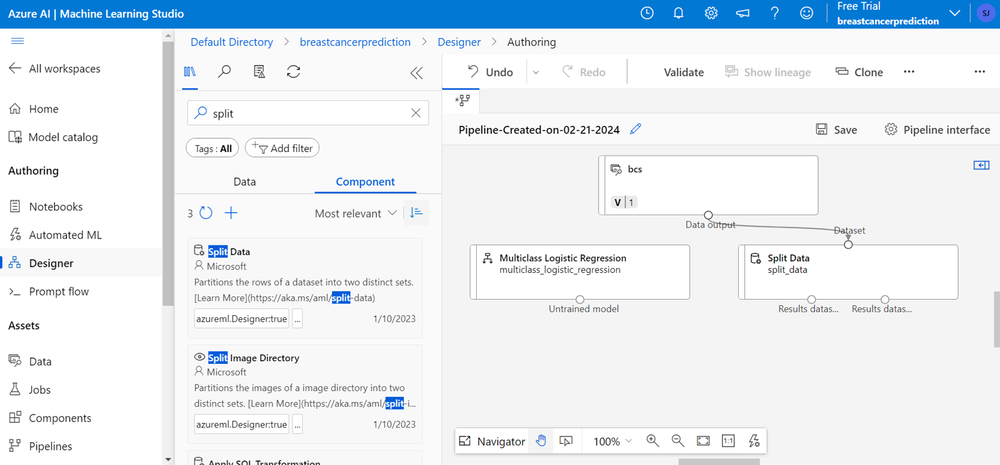 Azure AI | Machine Learning Studio
Free Trial
breastcancerprediction
SJ
All workspaces
Home
Model catalog
Authoring
Notebooks
Automated ML
Designer
Prompt flow
Assets
Data
Jobs
Components
Pipelines
Default Directory > breastcancerprediction > Designer > Authoring
split
Tags : All
Add filter
Data
Component
3
Most relevant
Split Data
Microsoft
Partitions the rows of a dataset into two distinct sets.
[Learn More](https://aka.ms/aml/split-data)
azureml.Designer:true
...
1/10/2023
Split Image Directory
Microsoft
Partitions the images of a image directory into two
distinct sets. [Learn More](https://aka.ms/aml/split-i...
azureml.Designer:true
...
1/10/2023
Apply SQL Transformation
Undo
Redo
Validate
Show lineage
Clone
...
...
Pipeline-Created-on-02-21-2024
Save
Pipeline interface
bcs
V | 1
Data output
Dataset
Multiclass Logistic Regression
multiclass_logistic_regression
Untrained model
Split Data
split_data
Results datas...
Results datas...
Navigator
100%
1:1